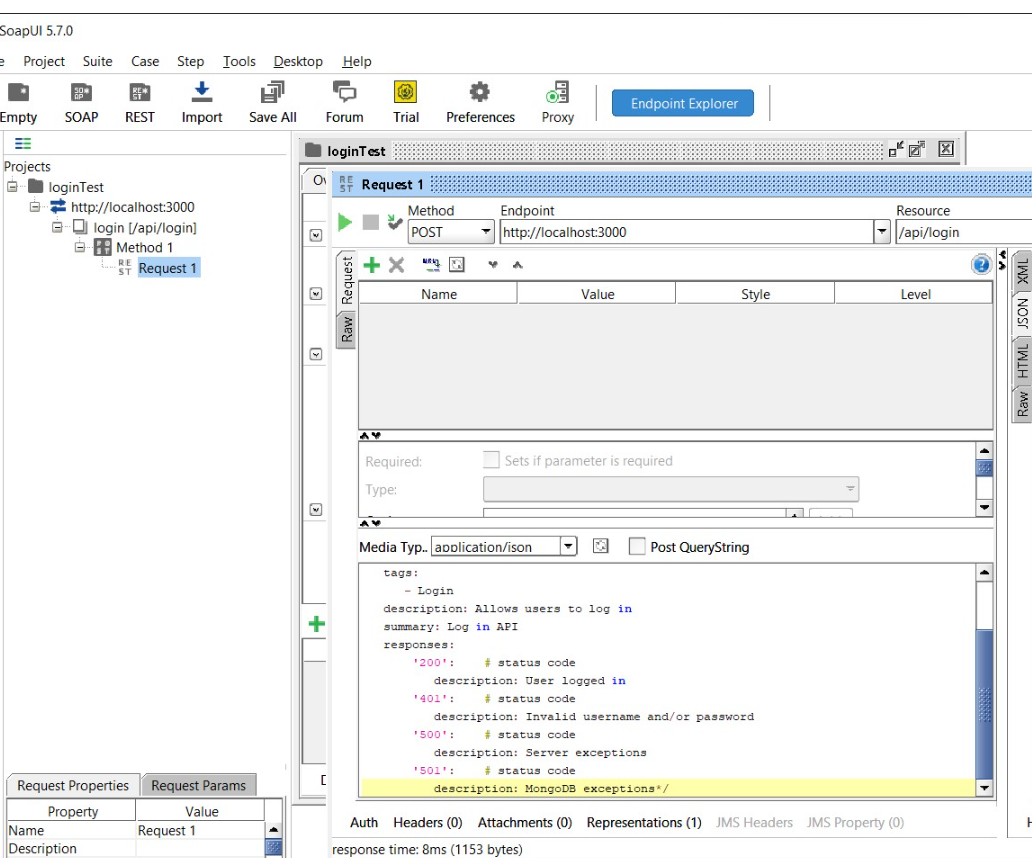 SoapUI 5.7.0
e Project Suite Case Step Tools Desktop Help
Empty SOAP REST Import Save All Forum Trial Preferences Proxy Endpoint Explorer
Projects
loginTest
http://localhost:3000
login [/api/login]
Method 1
REST Request 1
loginTest
Ov
REST Request 1
Method Endpoint Resource
POST http://localhost:3000 /api/login
Request
Raw
Name Value Style Level
XML
JSON
HTML
Raw
Required: Sets if parameter is required
Type:
Media Typ.. application/json Post QueryString
tags:
- Login
description: Allows users to log in
summary: Log in API
responses:
'200': # status code
description: User logged in
'401': # status code
description: Invalid username and/or password
'500': # status code
description: Server exceptions
'501': # status code
description: MongoDB exceptions*/
Auth Headers (0) Attachments (0) Representations (1) JMS Headers JMS Property (0)
response time: 8ms (1153 bytes)
Request Properties Request Params
Property Value
Name Request 1
Description